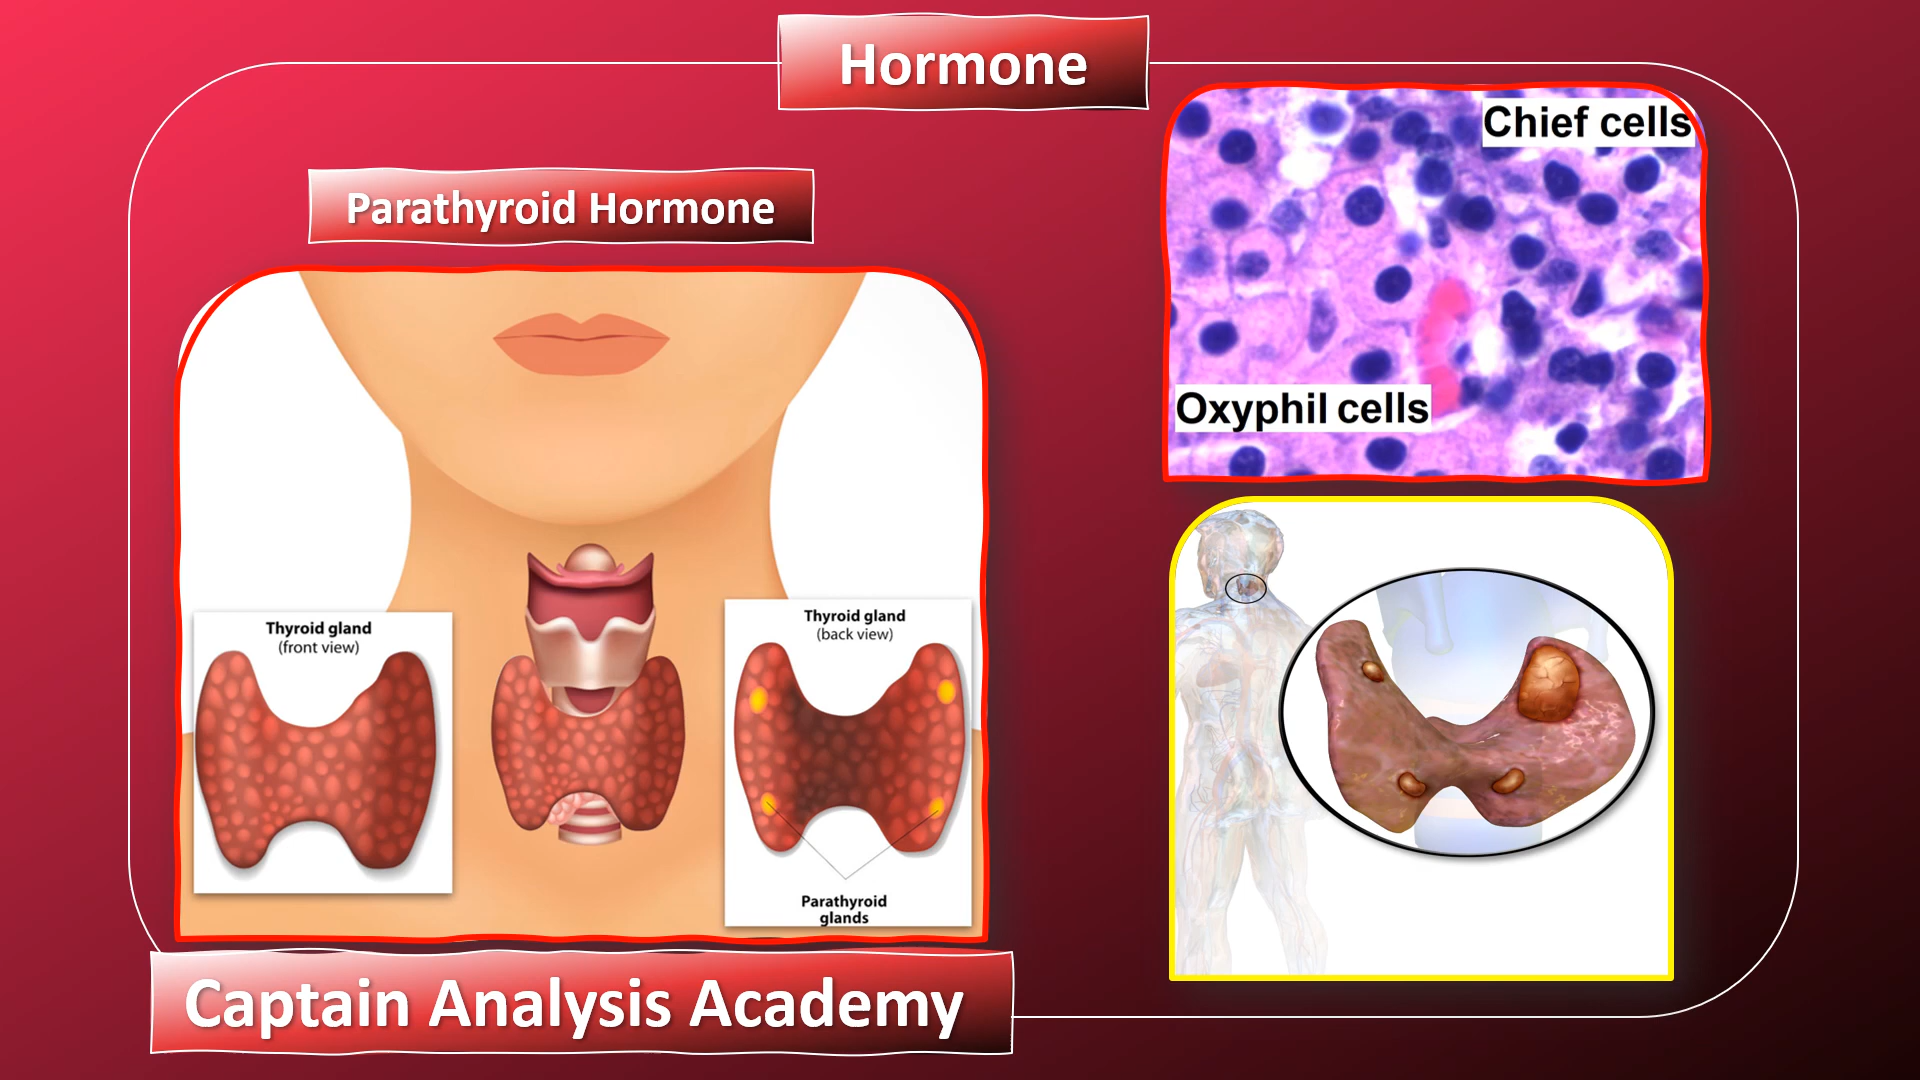 Hormone
Chief cells
Parathyroid Hormone
Oxyphil cells
Thyroid gland
(front view)
Thyroid gland
(back view)
Parathyroid
glands
Captain Analysis Academy